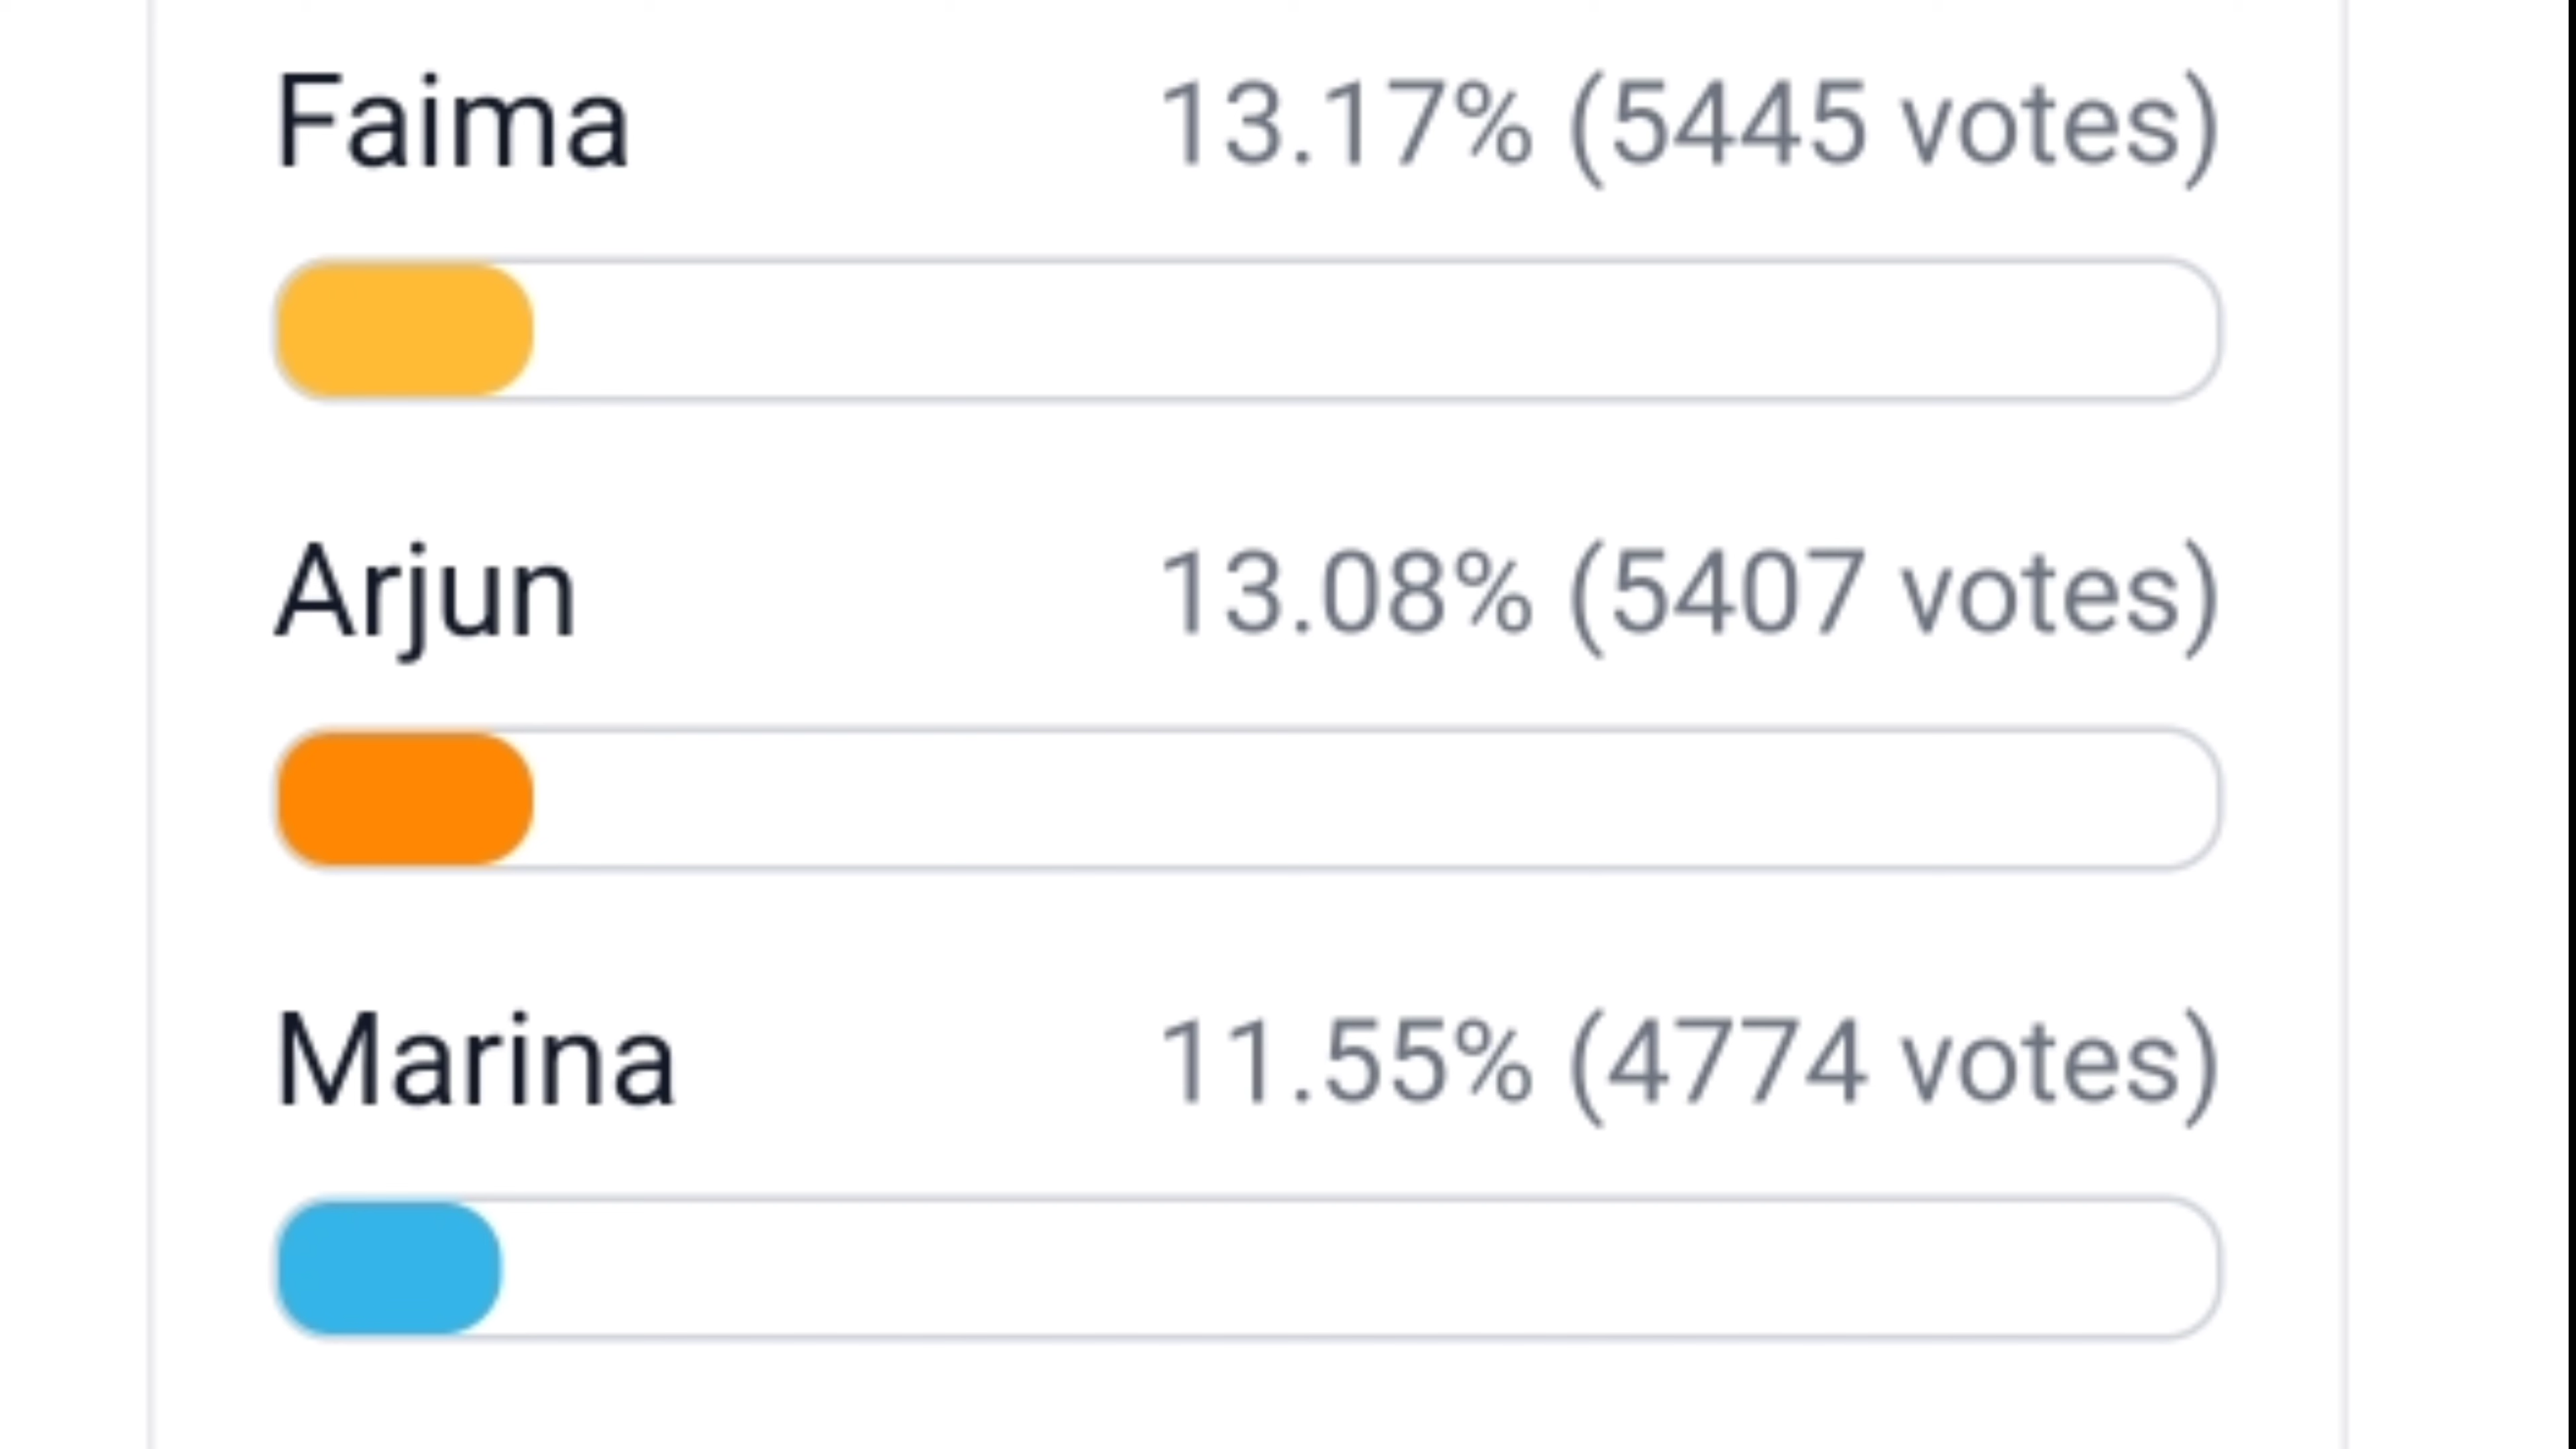 Faima 13.17% (5445 votes)
Arjun 13.08% (5407 votes)
Marina 11.55% (4774 votes)